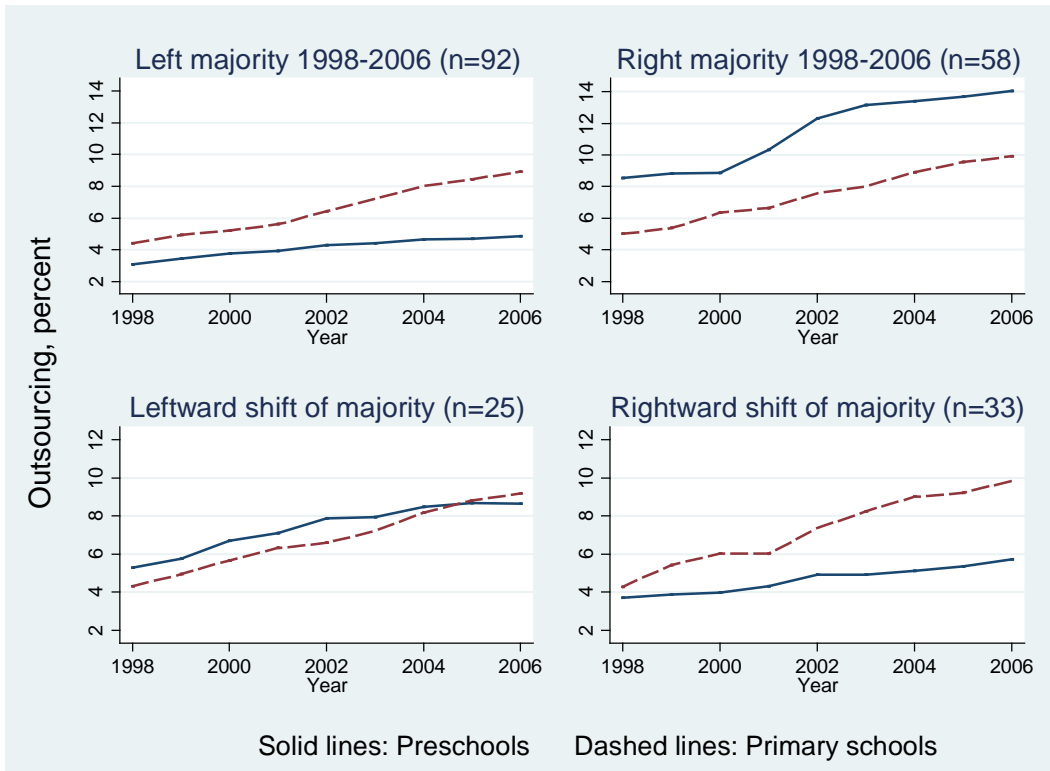 Left majority 1998-2006 (n=92)
14
12
10
8
6
4
2
1998 2000 2002 2004 2006
Year
Right majority 1998-2006 (n=58)
14
12
10
8
6
4
2
1998 2000 2002 2004 2006
Year
Outsourcing, percent
Leftward shift of majority (n=25)
12
10
8
6
4
2
1998 2000 2002 2004 2006
Year
Rightward shift of majority (n=33)
12
10
8
6
4
2
1998 2000 2002 2004 2006
Year
Solid lines: Preschools Dashed lines: Primary schools